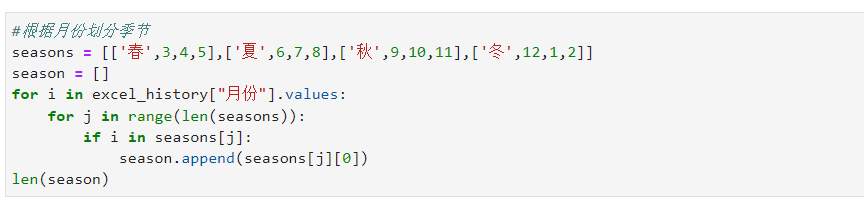 #根据月份划分季节
seasons = [['春',3,4,5],['夏',6,7,8],['秋',9,10,11],['冬',12,1,2]]
season = []
for i in excel_history["月份"].values:
    for j in range(len(seasons)):
        if i in seasons[j]:
            season.append(seasons[j][0])
len(season)